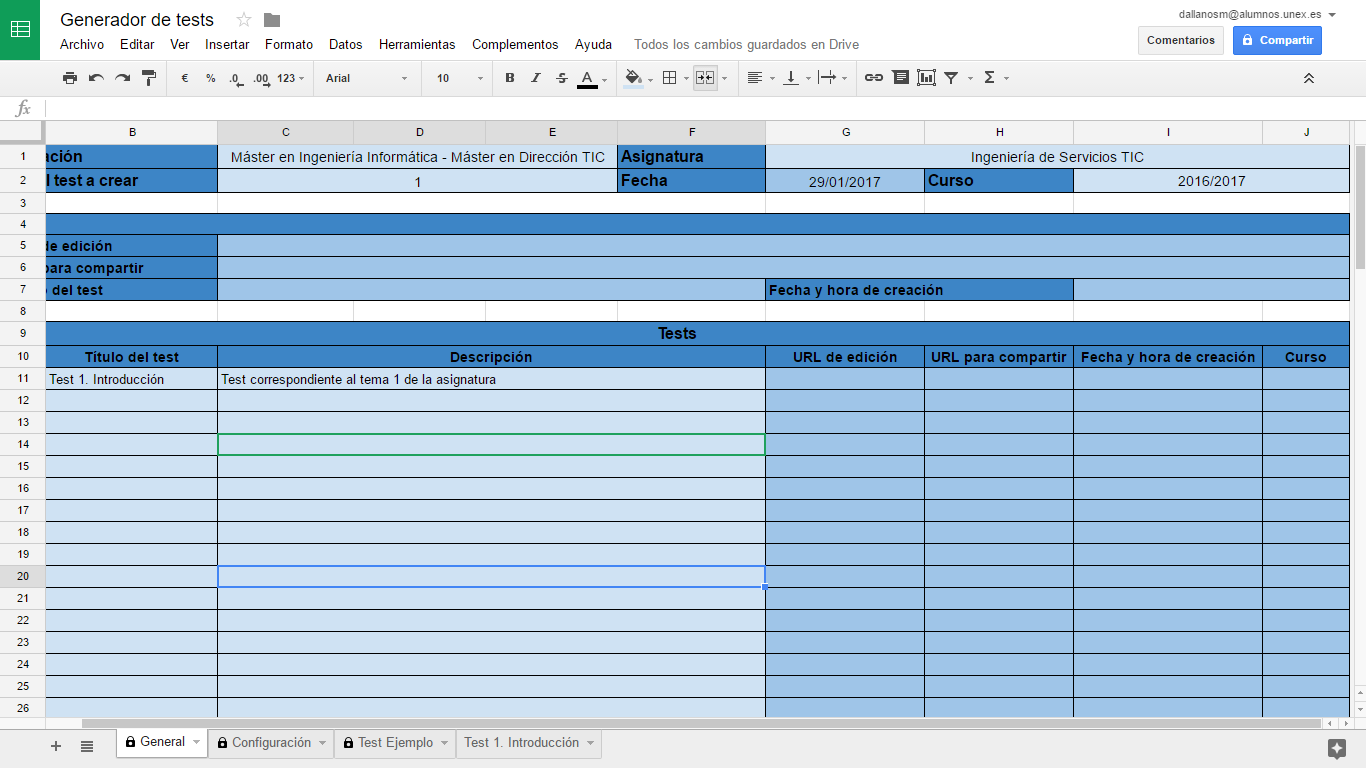 Generador de tests
dallanosm@alumnos.unex.es
Archivo Editar Ver Insertar Formato Datos Herramientas Complementos Ayuda Todos los cambios guardados en Drive
Comentarios Compartir
€ % .0 .00 123 Arial 10 B I S A Σ
fx
B C D E F G H I J
1 ación Máster en Ingeniería Informática - Máster en Dirección TIC Asignatura Ingeniería de Servicios TIC
2 l test a crear 1 Fecha 29/01/2017 Curso 2016/2017
3
4
5 de edición
6 para compartir
7 del test Fecha y hora de creación
8
9 Tests
10 Título del test Descripción URL de edición URL para compartir Fecha y hora de creación Curso
11 Test 1. Introducción Test correspondiente al tema 1 de la asignatura
12
13
14
15
16
17
18
19
20
21
22
23
24
25
26
General Configuración Test Ejemplo Test 1. Introducción